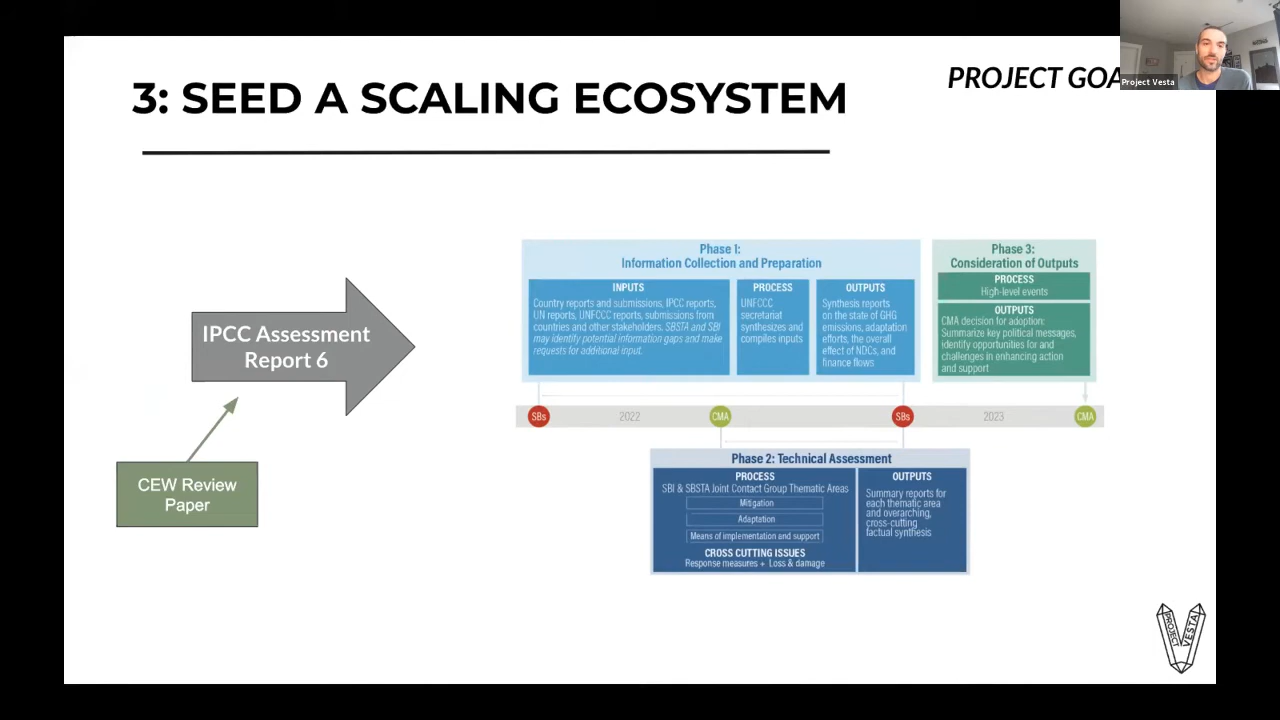 3: SEED A SCALING ECOSYSTEM
PROJECT GOA
Project Vesta
IPCC Assessment
Report 6
CEW Review
Paper
Phase 1:
Information Collection and Preparation
INPUTS
Country reports and submissions, IPCC reports,
UN reports, UNFCCC reports, submissions from
countries and other stakeholders. SBSTA and SBI
may identify potential information gaps and make
requests for additional input.
PROCESS
UNFCCC
secretariat
synthesizes and
compiles inputs
OUTPUTS
Synthesis reports
on the state of GHG
emissions, adaptation
efforts, the overall
effect of NDCs, and
finance flows
Phase 3:
Consideration of Outputs
PROCESS
High-level events
OUTPUTS
CMA decision for adoption:
Summarize key political messages,
identify opportunities for and
challenges in enhancing action
and support
SBs
2022
CMA
SBs
2023
CMA
Phase 2: Technical Assessment
PROCESS
SBI & SBSTA Joint Contact Group Thematic Areas
Mitigation
Adaptation
Means of implementation and support
CROSS CUTTING ISSUES
Response measures + Loss & damage
OUTPUTS
Summary reports for
each thematic area
and overarching,
cross-cutting
factual synthesis
PROJECT
VESTA